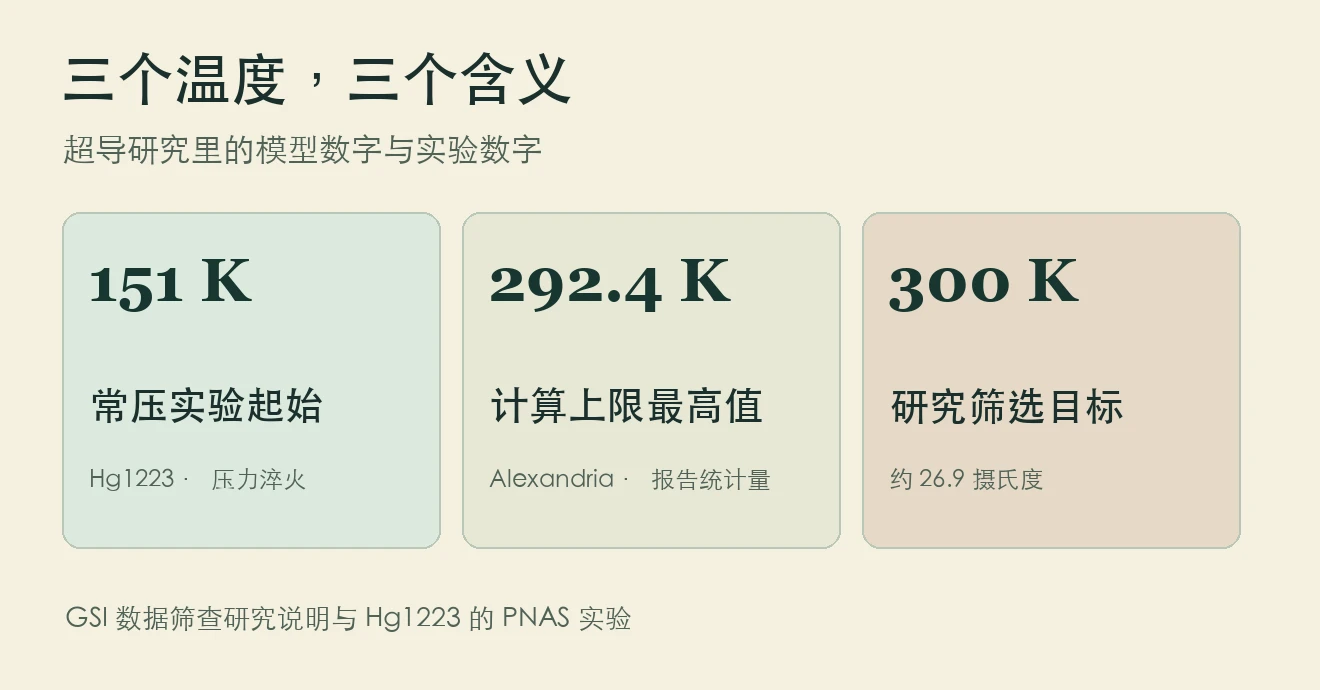 三个温度，三个含义
超导研究里的模型数字与实验数字
151 K
常压实验起始
Hg1223 · 压力淬火
292.4 K
计算上限最高值
Alexandria · 报告统计量
300 K
研究筛选目标
约 26.9 摄氏度
GSI 数据筛查研究说明与 Hg1223 的 PNAS 实验